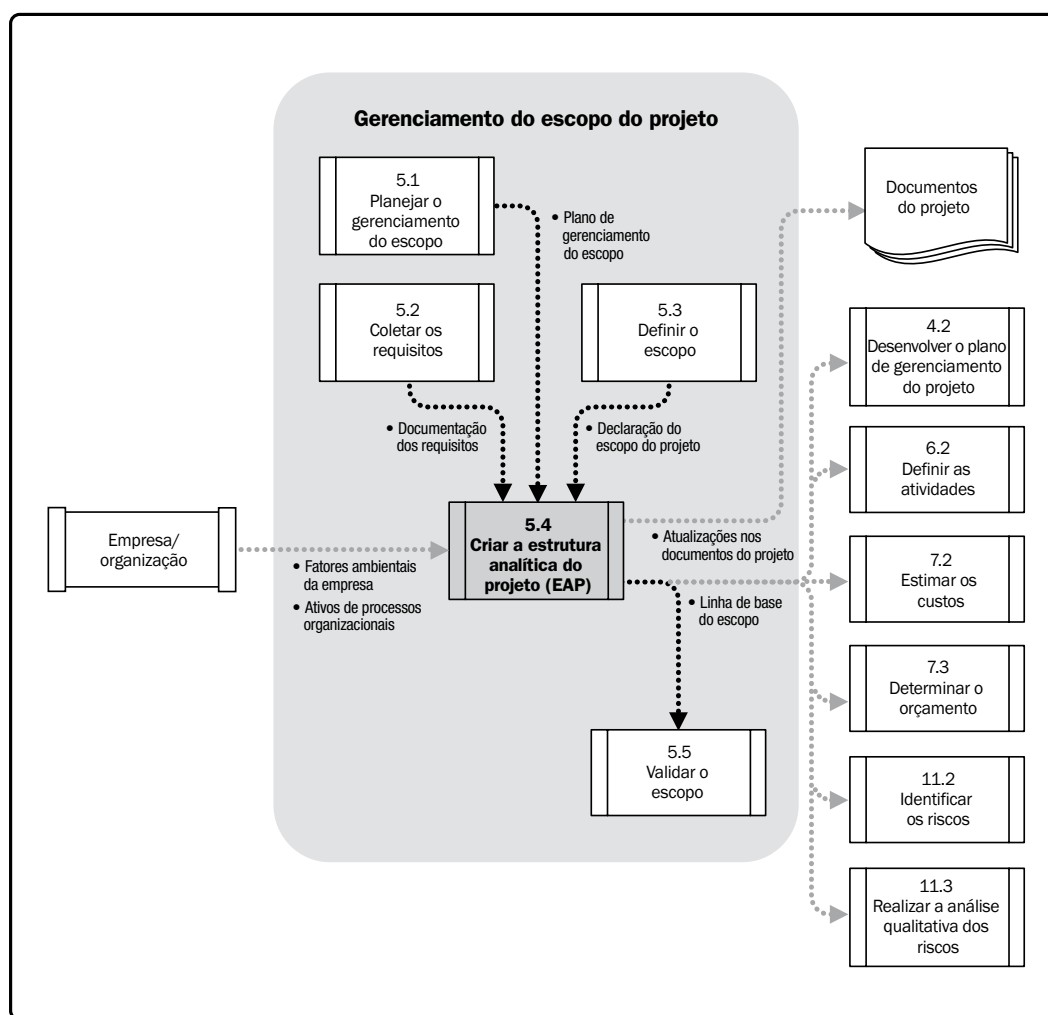 Gerenciamento do escopo do projeto
5.1
Planejar o
gerenciamento
do escopo
• Plano de
gerenciamento
do escopo
Documentos
do projeto
5.2
Coletar os
requisitos
5.3
Definir o
escopo
4.2
Desenvolver o plano
de gerenciamento
do projeto
• Documentação
dos requisitos
• Declaração do
escopo do projeto
6.2
Definir as
atividades
Empresa/
organização
• Fatores ambientais
da empresa
• Ativos de processos
organizacionais
5.4
Criar a estrutura
analítica do
projeto (EAP)
• Atualizações nos
documentos do projeto
• Linha de base
do escopo
7.2
Estimar os
custos
7.3
Determinar o
orçamento
5.5
Validar o
escopo
11.2
Identificar
os riscos
11.3
Realizar a análise
qualitativa dos
riscos